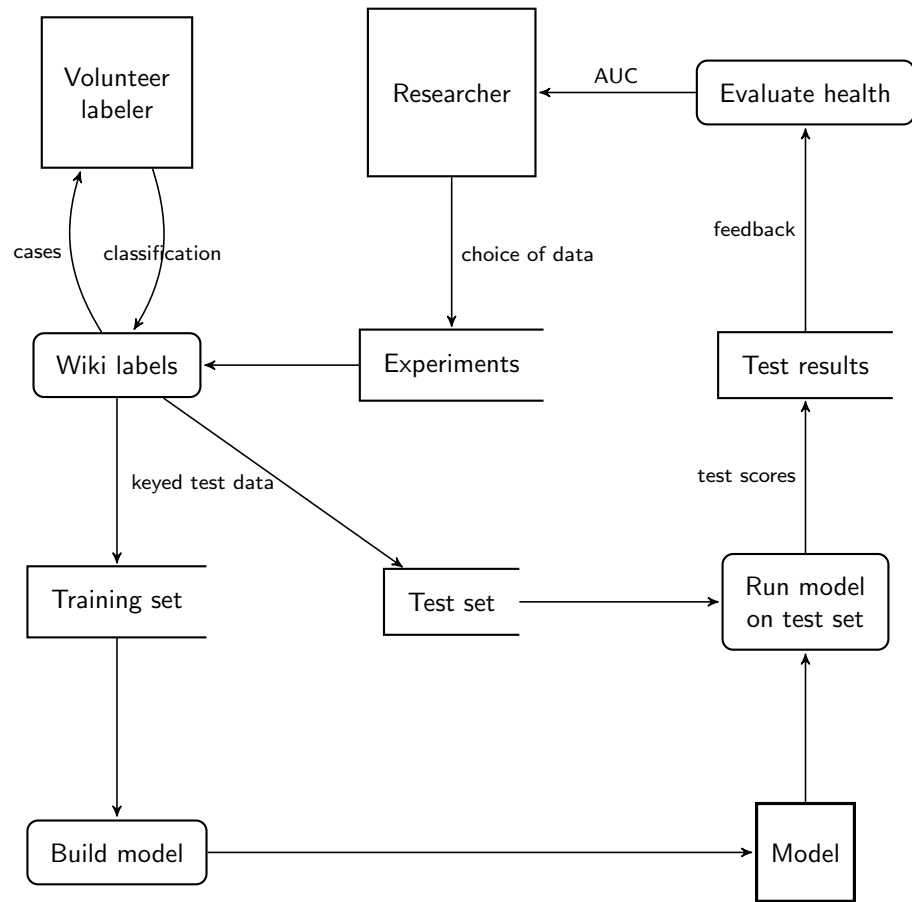 Volunteer
labeler
Researcher
AUC
Evaluate health
cases
classification
choice of data
feedback
Wiki labels
Experiments
Test results
keyed test data
test scores
Training set
Test set
Run model
on test set
Build model
Model